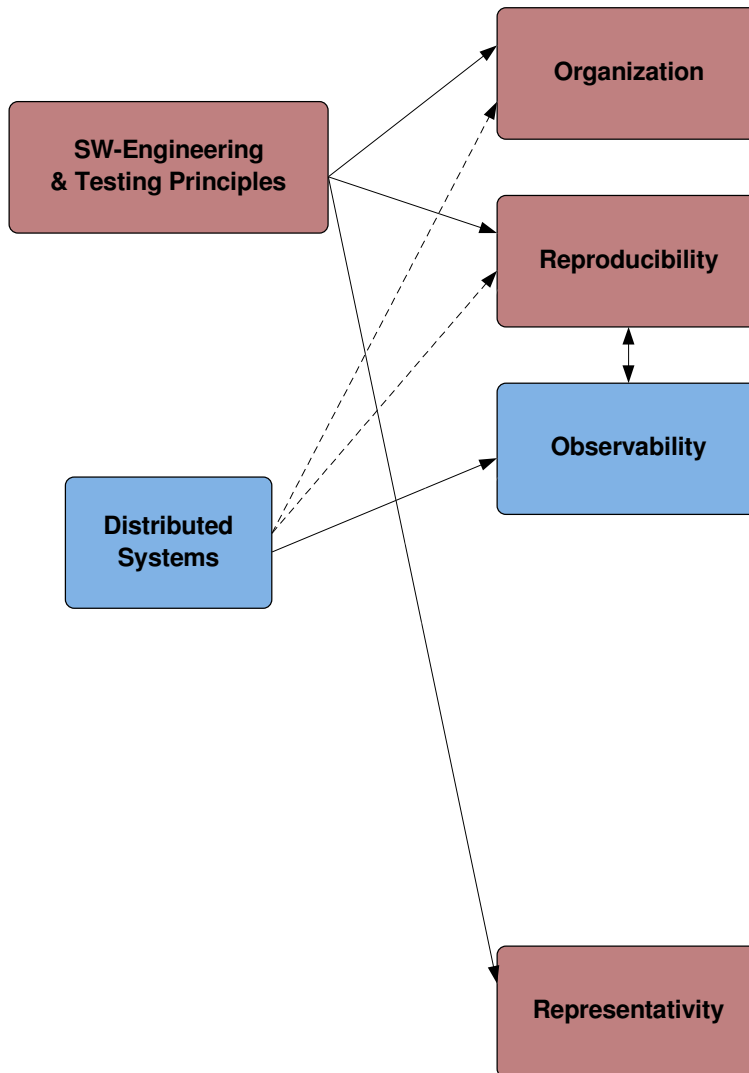 Organization
SW-Engineering
& Testing Principles
Reproducibility
Observability
Distributed
Systems
Representativity